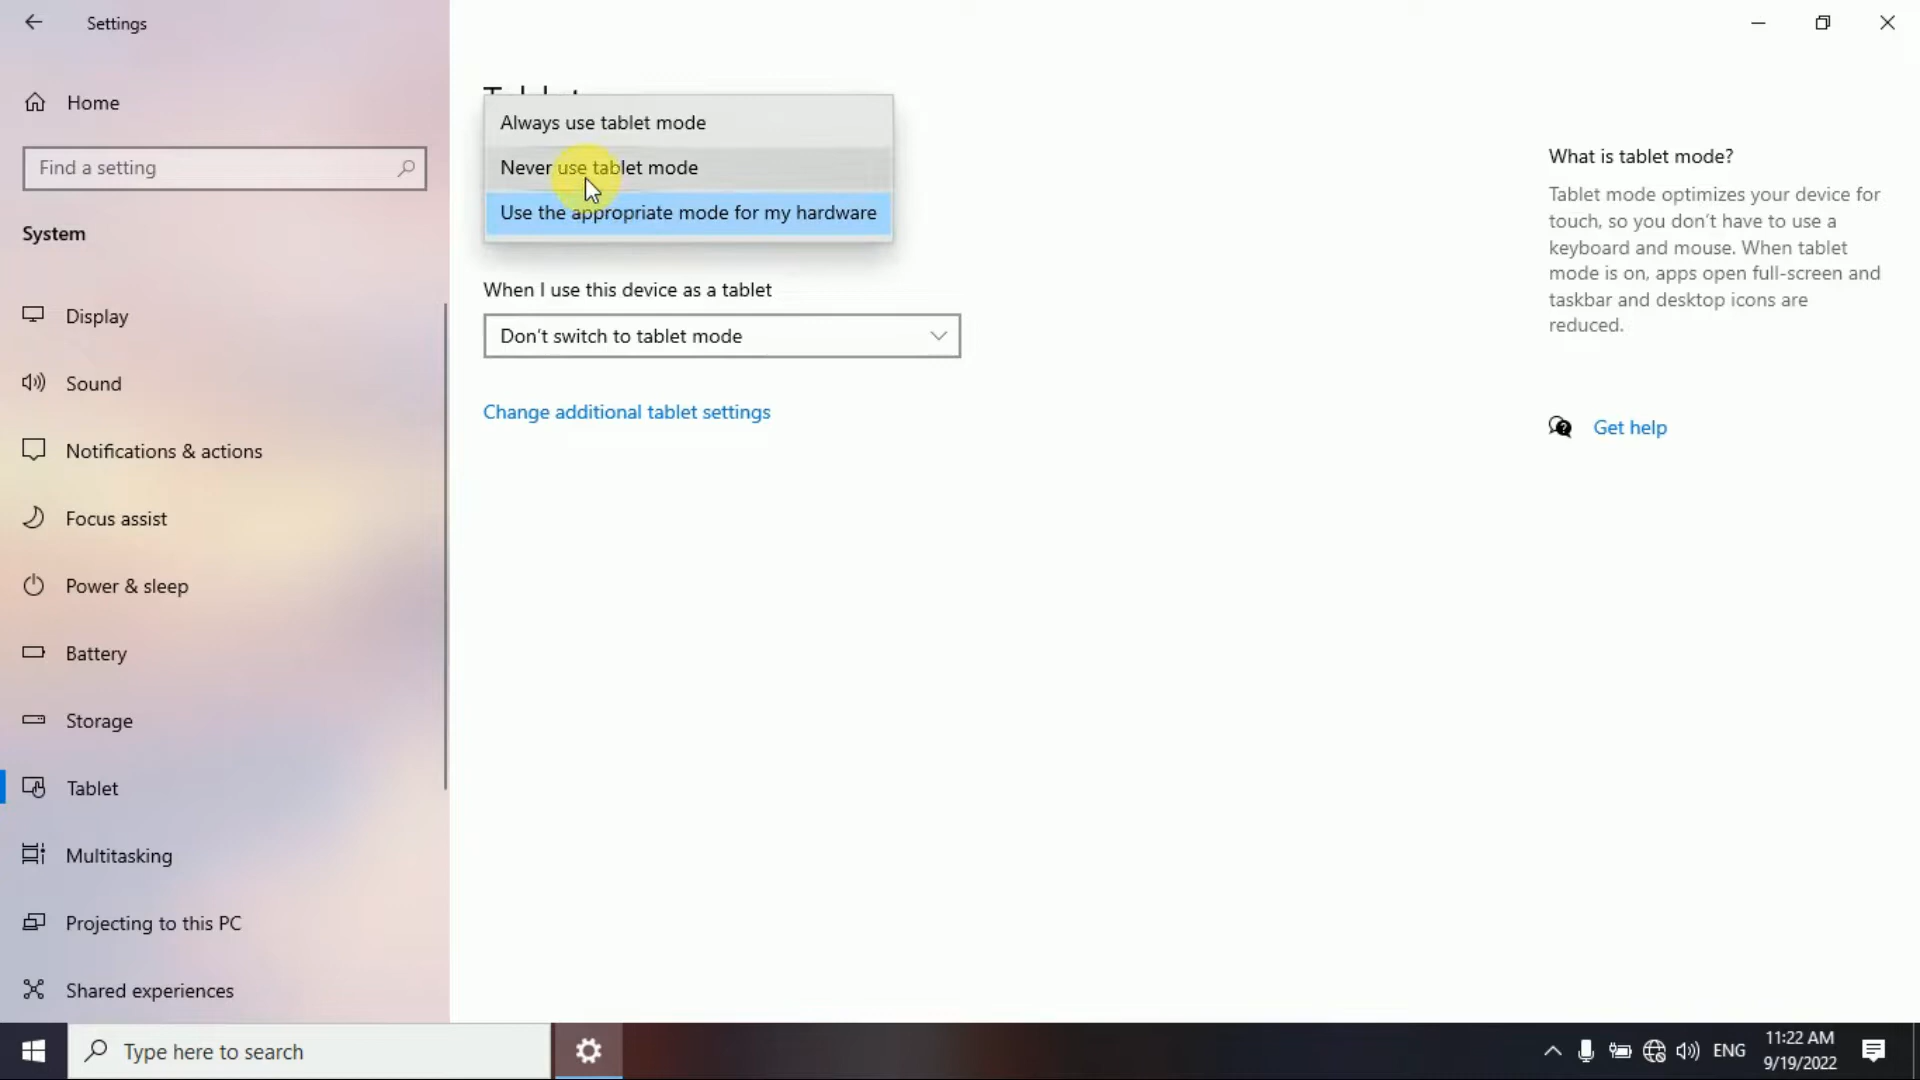 Settings
Home
Find a setting
System
Display
Sound
Notifications & actions
Focus assist
Power & sleep
Battery
Storage
Tablet
Multitasking
Projecting to this PC
Shared experiences
Tablet
Always use tablet mode
Never use tablet mode
Use the appropriate mode for my hardware
When I use this device as a tablet
Don't switch to tablet mode
Change additional tablet settings
What is tablet mode?
Tablet mode optimizes your device for
touch, so you don't have to use a
keyboard and mouse. When tablet
mode is on, apps open full-screen and
taskbar and desktop icons are
reduced.
Get help
Type here to search
ENG
11:22 AM
9/19/2022